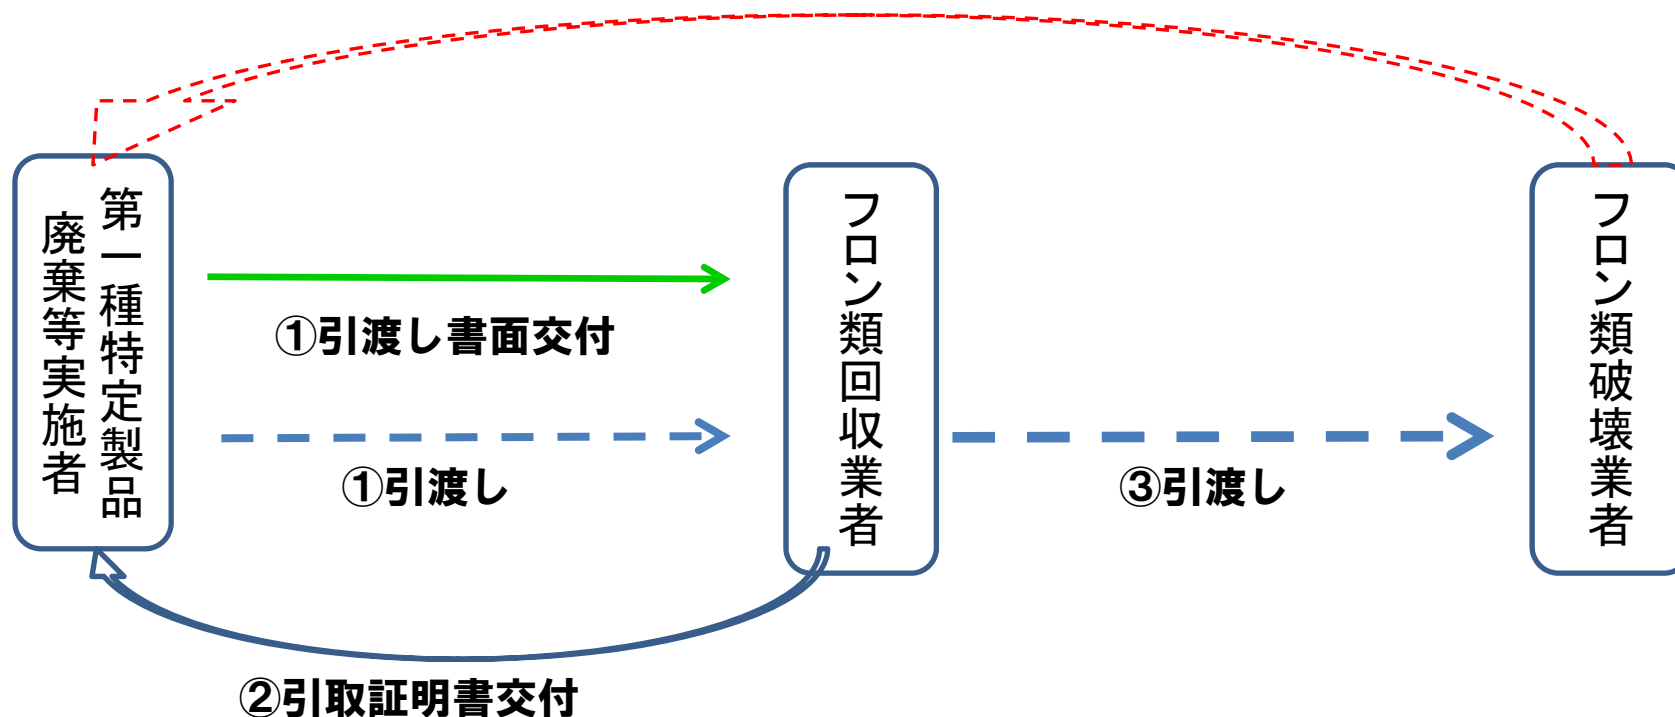 第一種特定製品
廃棄等実施者
①引渡し書面交付
①引渡し
②引取証明書交付
フロン類回収業者
③引渡し
フロン類破壊業者